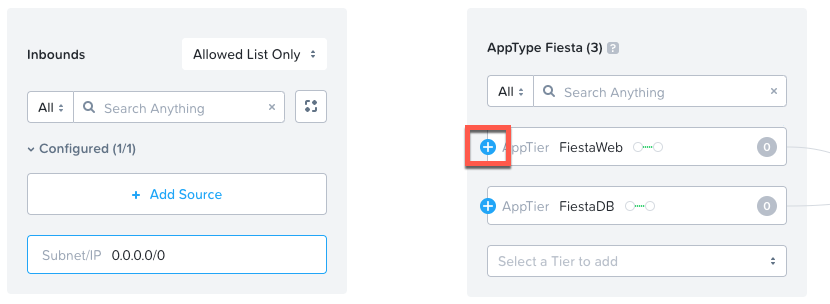 Inbounds
Allowed List Only
All
Search Anything
×
Configured (1/1)
+ Add Source
Subnet/IP 0.0.0.0/0
AppType Fiesta (3) ?
All
Search Anything
×
AppTier FiestaWeb 0
AppTier FiestaDB 0
Select a Tier to add